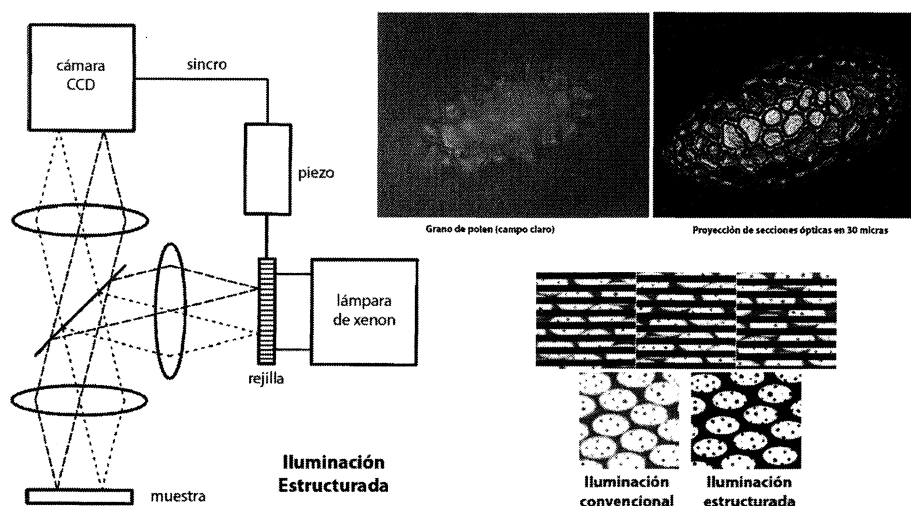 cámara
CCD
sincro
piezo
lámpara
de xenon
rejilla
muestra
Iluminación
Estructurada
Grano de polen (campo claro)
Proyección de secciones ópticas en 30 micras
Iluminación
convencional
Iluminación
estructurada